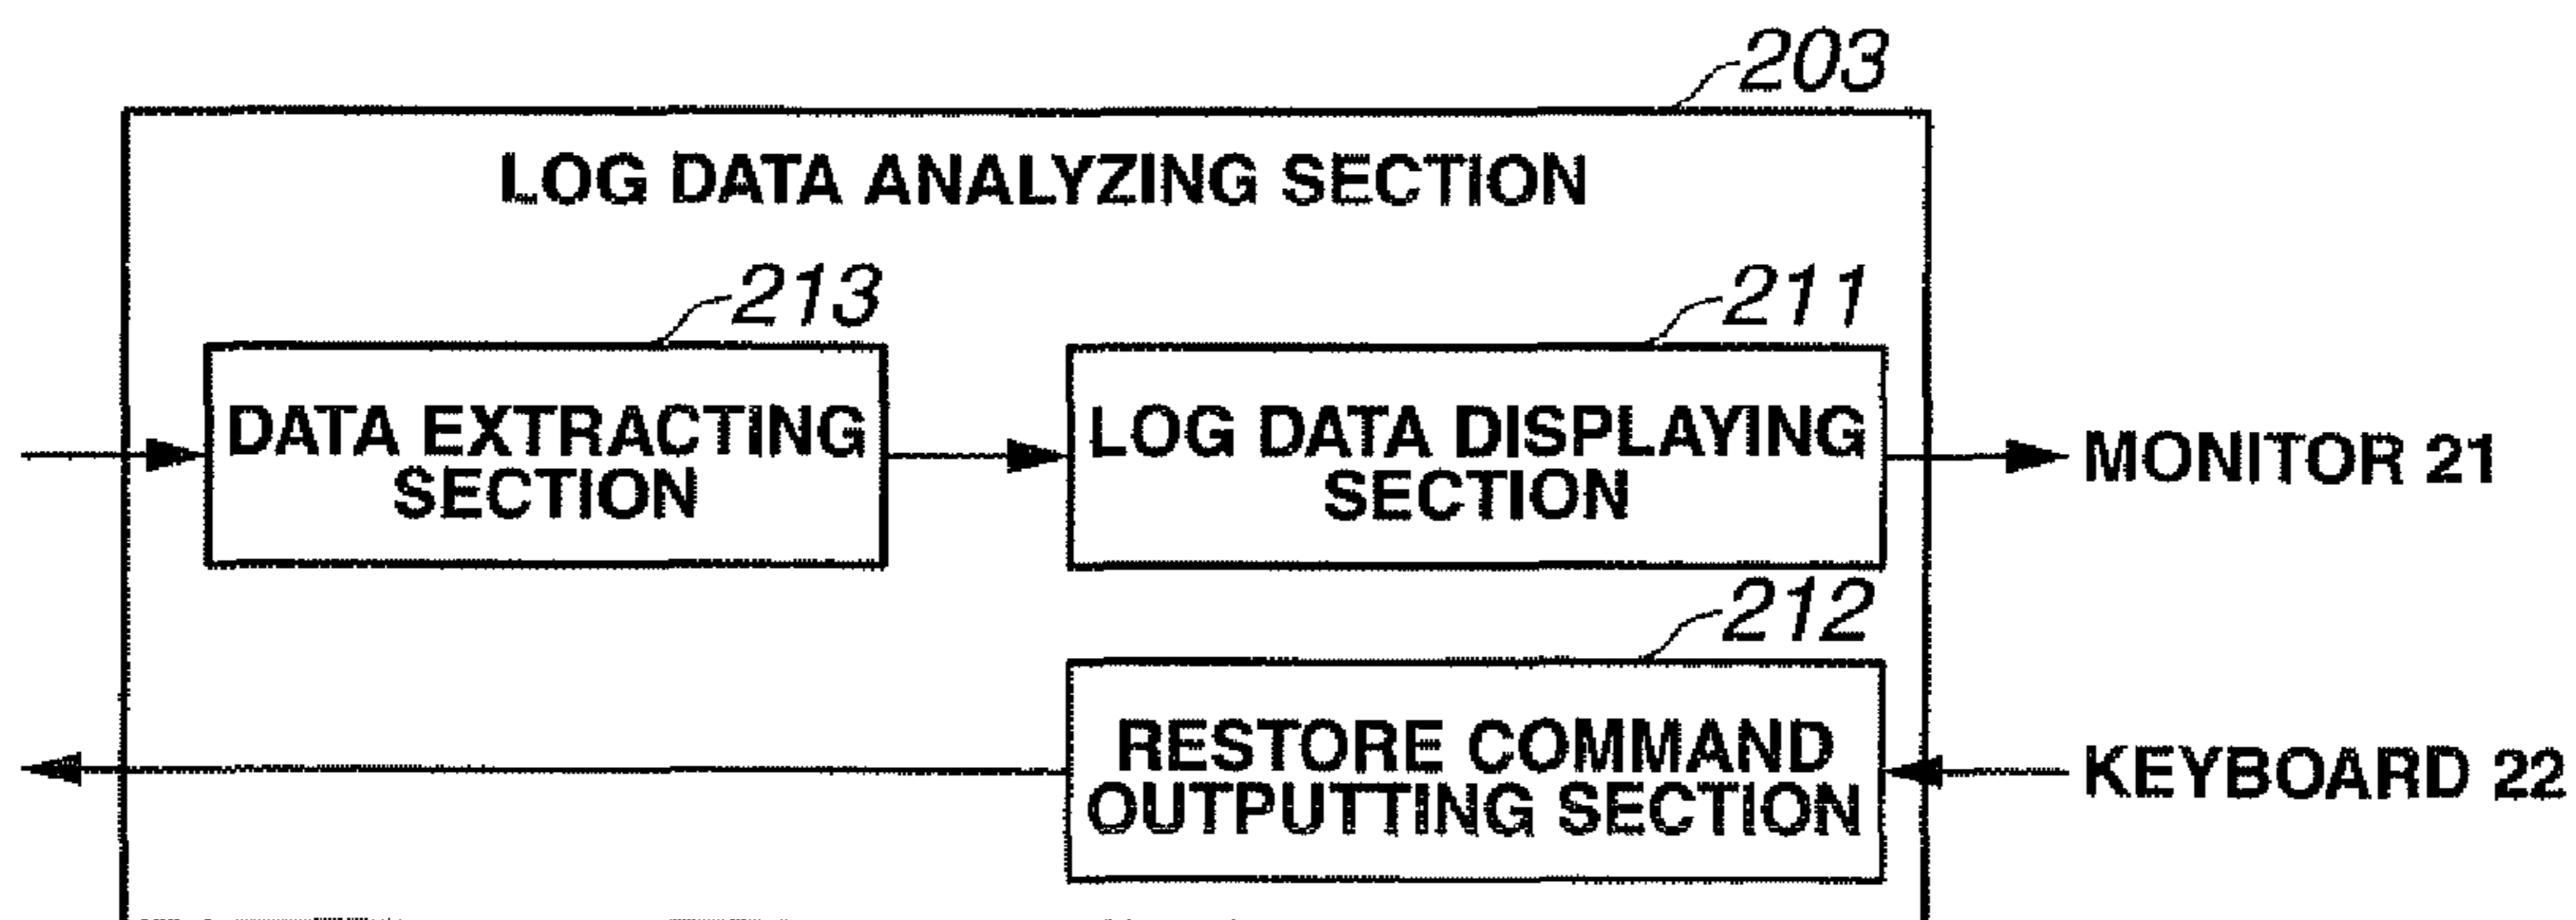 203
LOG DATA ANALYZING SECTION
213
211
DATA EXTRACTING
SECTION
LOG DATA DISPLAYING
SECTION
MONITOR 21
212
RESTORE COMMAND
OUTPUTTING SECTION
KEYBOARD 22